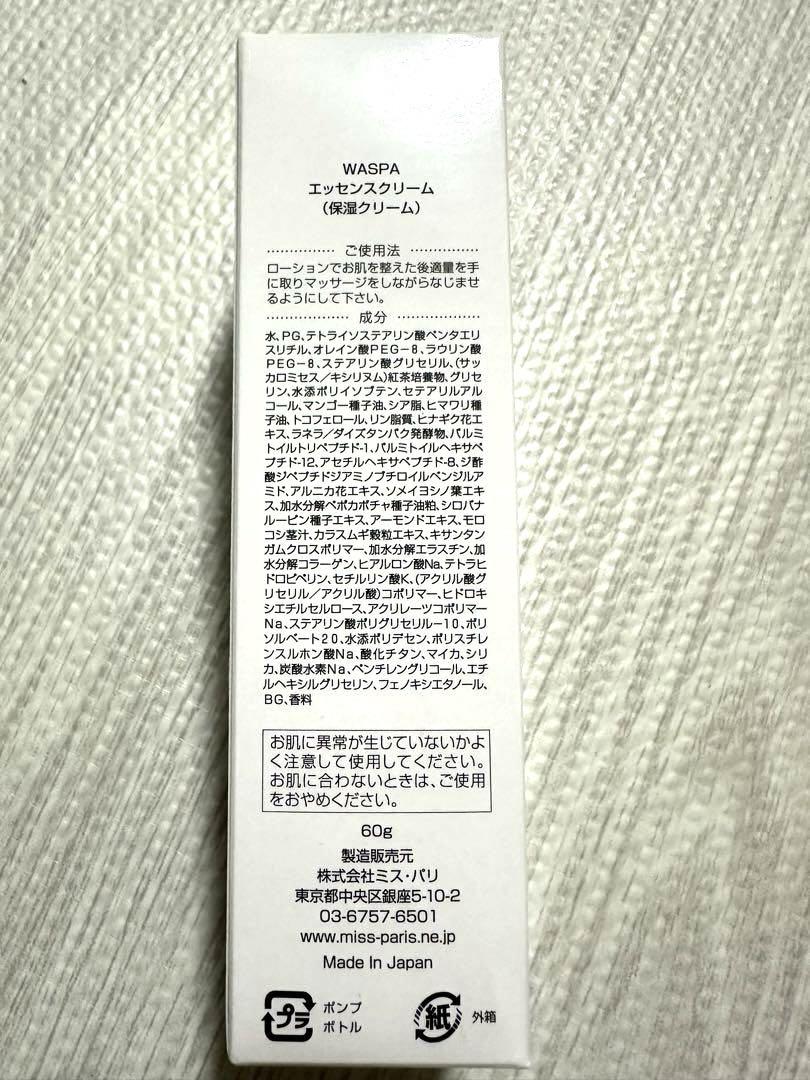 WASPA
エッセンスクリーム
(保湿クリーム)
ご使用法
ローションでお肌を整えた後適量を手
に取りマッサージをしながらなじませ
るようにして下さい。
成分
水、PG、テトライソステアリン酸ペンタエリ
スリチル、オレイン酸PEG−8、ラウリン酸
PEG−8、ステアリン酸グリセリル、(サッ
カロミセス/キシリヌム)紅茶培養物、グリセ
リン、水添ポリイソブテン、セテアリルアル
コール、マンゴー種子油、シア脂、ヒマワリ種
子油、トコフェロール、リン脂質、ヒナギク花エ
キス、ラネラ/ダイズタンパク発酵物、パルミ
トイルトリペプチド-1、パルミトイルヘキサペ
プチド-12、アセチルヘキサペプチド-8、ジ酢
酸ジペプチドジアミノブチロイルベンジルア
ミド、アルニカ花エキス、ソメイヨシノ葉エキ
ス、加水分解ペポカボチャ種子油粕、シロバナ
ルーピン種子エキス、アーモンドエキス、モロ
コシ茎汁、カラスムギ穀粒エキス、キサンタン
ガムクロスポリマー、加水分解エラスチン、加
水分解コラーゲン、ヒアルロン酸Na、テトラヒ
ドロピペリン、セチルリン酸K、(アクリル酸グ
リセリル/アクリル酸)コポリマー、ヒドロキ
シエチルセルロース、アクリレーツコポリマー
Na、ステアリン酸ポリグリセリル−10、ポリ
ソルベート20、水添ポリデセン、ポリスチレ
ンスルホン酸Na、酸化チタン、マイカ、シリ
カ、炭酸水素Na、ペンチレングリコール、エチ
ルヘキシルグリセリン、フェノキシエタノール、
BG、香料
お肌に異常が生じていないかよ
く注意して使用してください。
お肌に合わないときは、ご使用
をおやめください。
60g
製造販売元
株式会社ミス・パリ
東京都中央区銀座5-10-2
03-6757-6501
www.miss-paris.ne.jp
Made In Japan
プラ ポンプ
ボトル
紙 外箱